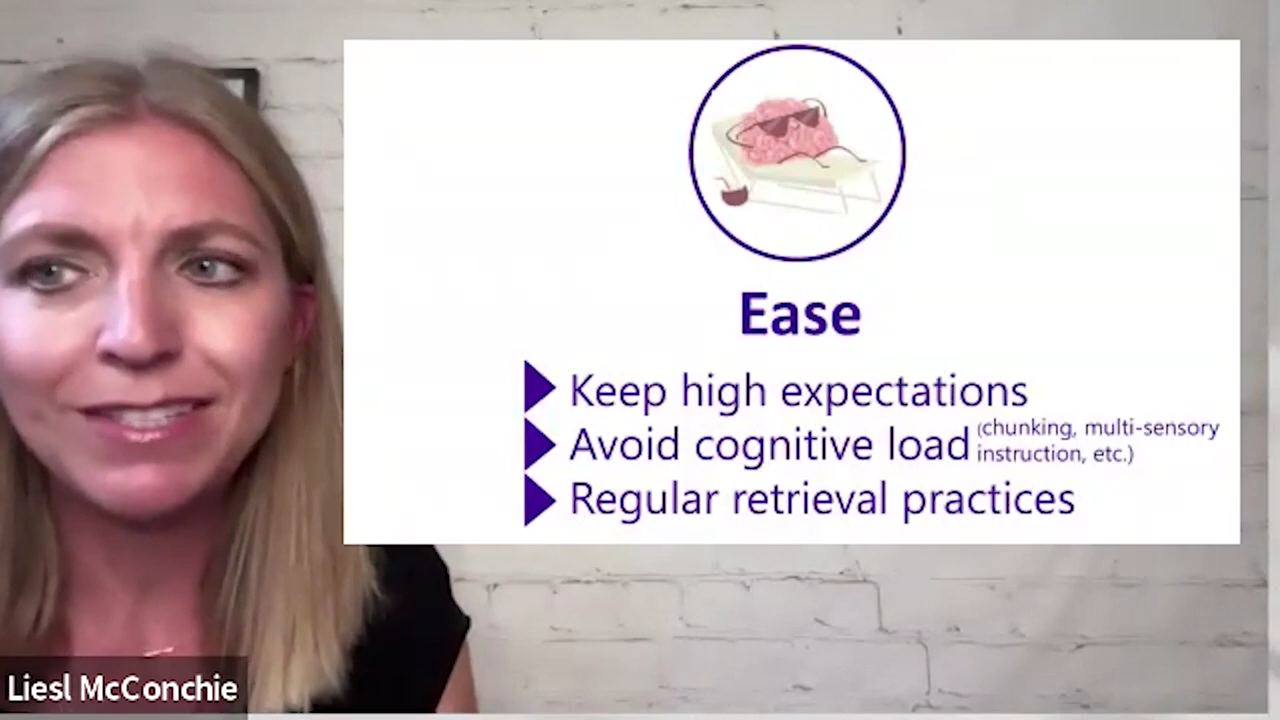 Ease
Keep high expectations
Avoid cognitive load (chunking, multi-sensory
instruction, etc.)
Regular retrieval practices
Liesl McConchie